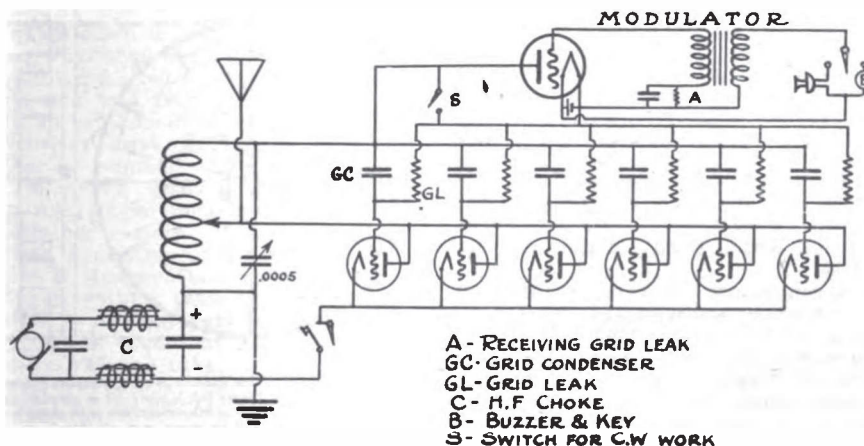 MODULATOR
S
A
GC
GL
.0005
+
C
-
A- RECEIVING GRID LEAK
GC- GRID CONDENSER
GL- GRID LEAK
C- H.F CHOKE
B- BUZZER & KEY
S- SWITCH FOR C.W WORK